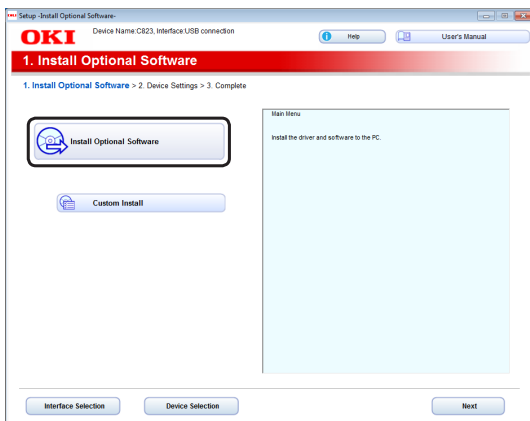 OKI Setup -Install Optional Software-
OKI
Device Name:C823, Interface:USB connection
Help
User's Manual
1. Install Optional Software
1. Install Optional Software > 2. Device Settings > 3. Complete
Install Optional Software
Custom Install
Main Menu
Install the driver and software to the PC.
Interface Selection
Device Selection
Next